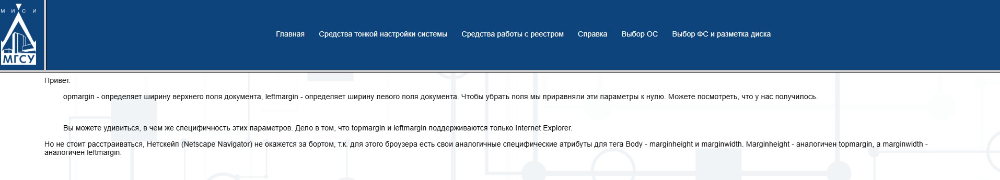 МИСИ
МГСУ
Главная Средства тонкой настройки системы Средства работы с реестром Справка Выбор ОС Выбор ФС и разметка диска
Привет.
opmargin - определяет ширину верхнего поля документа, leftmargin - определяет ширину левого поля документа. Чтобы убрать поля мы приравняли эти параметры к нулю. Можете посмотреть, что у нас получилось.
Вы можете удивиться, в чем же специфичность этих параметров. Дело в том, что topmargin и leftmargin поддерживаются только Internet Explorer.
Но не стоит расстраиваться, Нетскейп (Netscape Navigator) не окажется за бортом, т.к. для этого броузера есть свои аналогичные специфические атрибуты для тега Body - marginheight и marginwidth. Marginheight - аналогичен topmargin, а marginwidth -
аналогичен leftmargin.